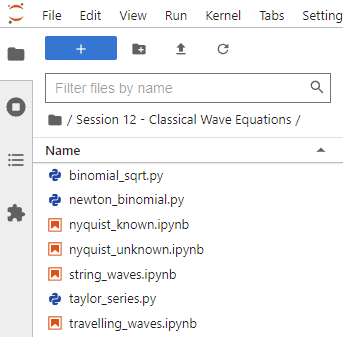 File Edit View Run Kernel Tabs Setting
Filter files by name
/ Session 12 - Classical Wave Equations /
Name
binomial_sqrt.py
newton_binomial.py
nyquist_known.ipynb
nyquist_unknown.ipynb
string_waves.ipynb
taylor_series.py
travelling_waves.ipynb